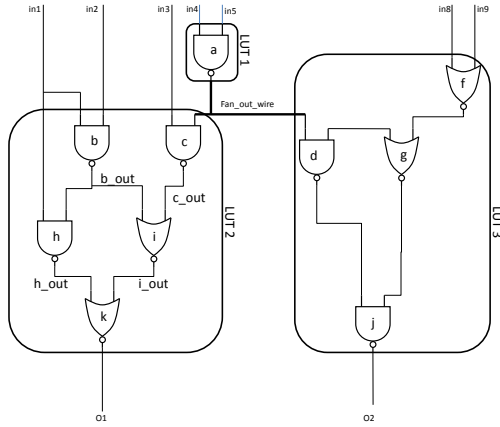 in1
in2
in3
in4
in5
in8
in9
a
LUT 1
f
Fan_out_wire
b
c
d
g
b_out
c_out
h
i
LUT 2
LUT 3
h_out
i_out
k
j
O1
O2